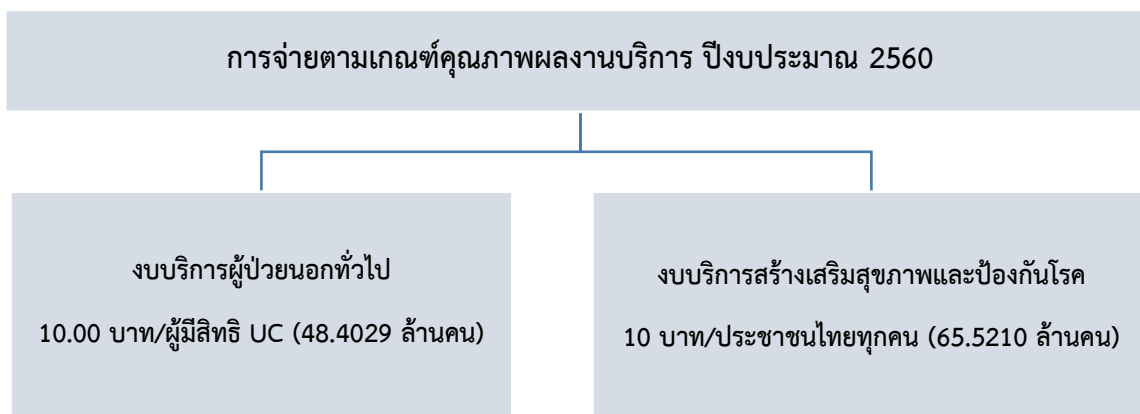 การจ่ายตามเกณฑ์คุณภาพผลงานบริการ ปีงบประมาณ 2560
งบบริการผู้ป่วยนอกทั่วไป
10.00 บาท/ผู้มีสิทธิ UC (48.4029 ล้านคน)
งบบริการสร้างเสริมสุขภาพและป้องกันโรค
10 บาท/ประชาชนไทยทุกคน (65.5210 ล้านคน)